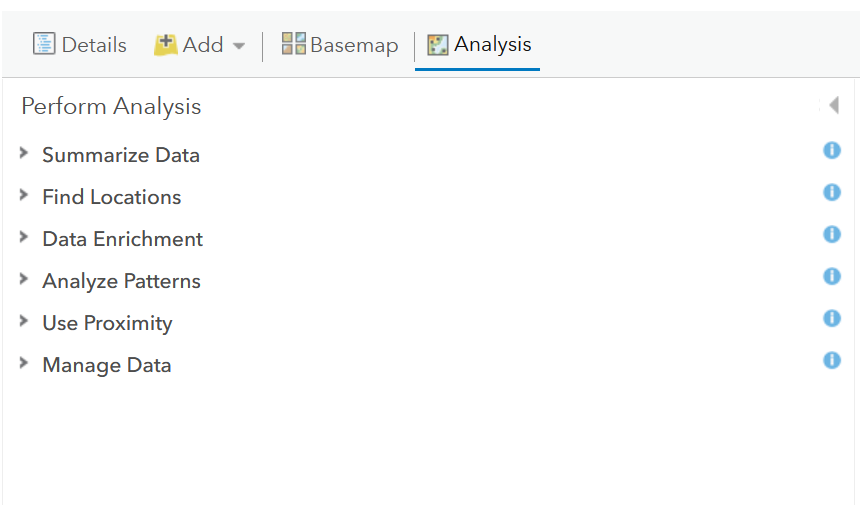 Details Add Basemap Analysis
Perform Analysis
Summarize Data
Find Locations
Data Enrichment
Analyze Patterns
Use Proximity
Manage Data